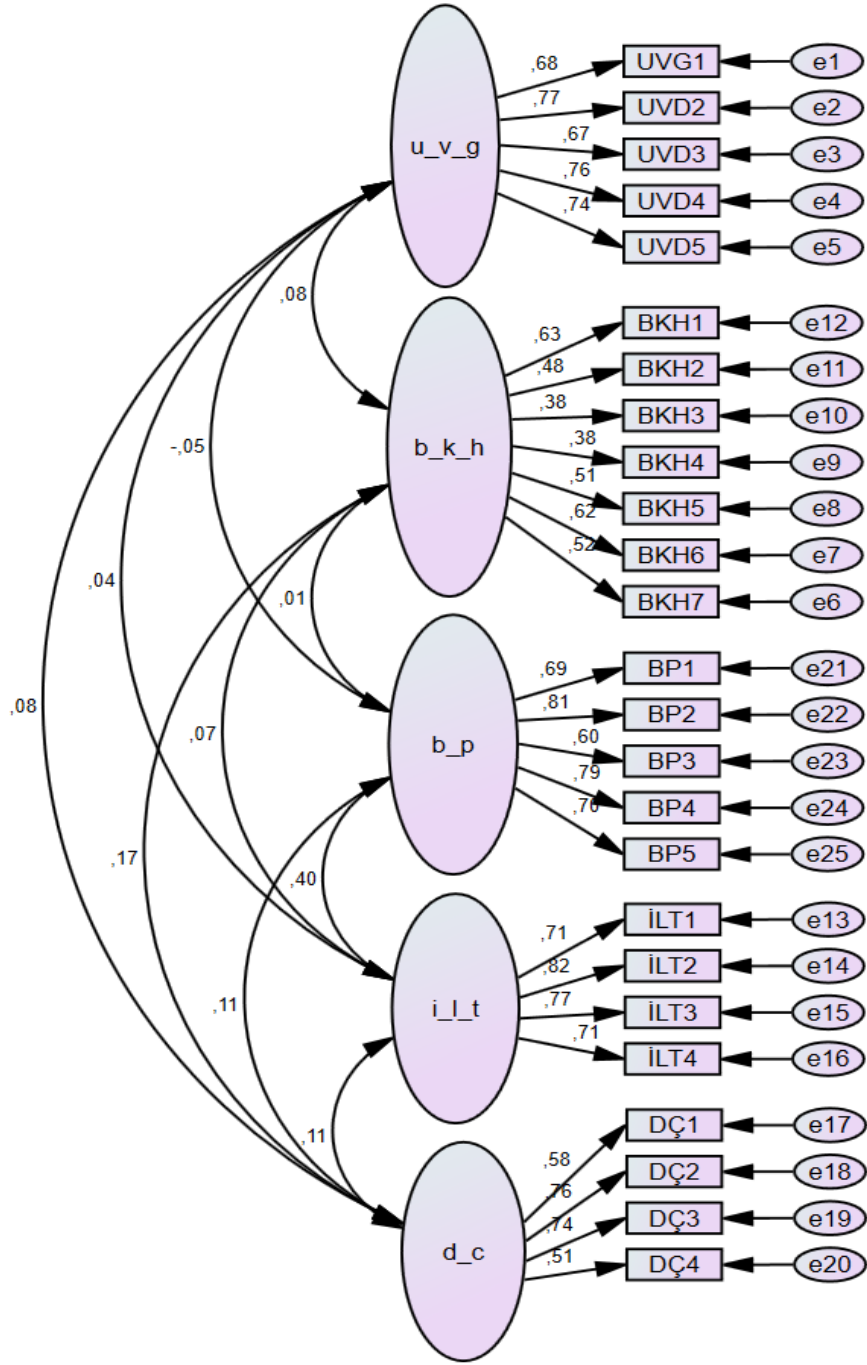 u_v_g
,68 UVG1 e1
,77 UVD2 e2
,67 UVD3 e3
,76 UVD4 e4
,74 UVD5 e5
,08
b_k_h
,63 BKH1 e12
,48 BKH2 e11
,38 BKH3 e10
,38 BKH4 e9
,51 BKH5 e8
,62 BKH6 e7
,52 BKH7 e6
-,05
,04
,01
,08
,07
b_p
,69 BP1 e21
,81 BP2 e22
,60 BP3 e23
,79 BP4 e24
BP5 e25
,17
,40
i_l_t
,71 İLT1 e13
,82 İLT2 e14
,77 İLT3 e15
,71 İLT4 e16
,11
,11
d_c
,58 DÇ1 e17
,76 DÇ2 e18
,74 DÇ3 e19
,51 DÇ4 e20